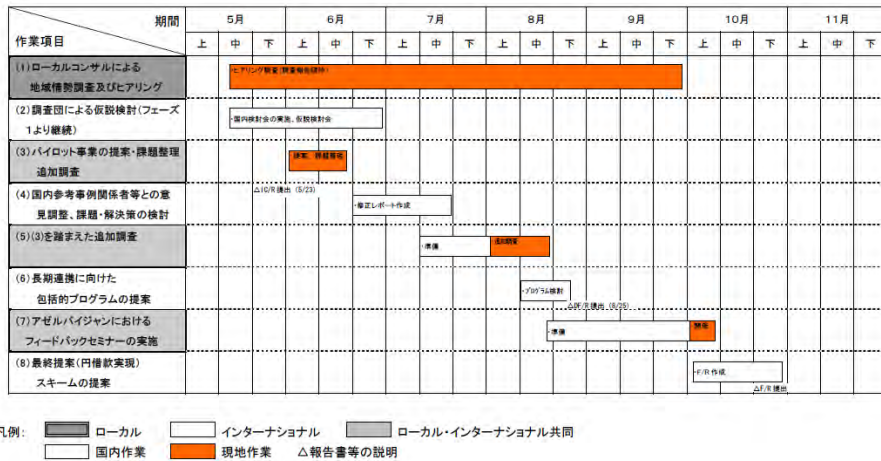 期間
5月 6月 7月 8月 9月 10月 11月
作業項目
上 中 下 上 中 下 上 中 下 上 中 下 上 中 下 上 中 下 上 中 下
(1)ローカルコンサルによる
地域情勢調査及びヒアリング
・ヒアリング調査(調査報告随時)
(2)調査団による仮説検討(フェーズ
1より継続)
・国内検討会の実施、仮説検討会
(3)パイロット事業の提案・課題整理
追加調査
提案、課題整理
(4)国内参考事例関係者等との意
見調整、課題・解決策の検討
△IC/R提出 (5/23)
・修正レポート作成
(5)(3)を踏まえた追加調査
・準備
・追加調査
(6)長期連携に向けた
包括的プログラムの提案
・プログラム検討
△DF/R提出 (8/25)
(7)アゼルバイジャンにおける
フィードバックセミナーの実施
・準備
(8)最終提案(円借款実現)
スキームの提案
・F/R作成
△F/R提出
凡例: ローカル インターナショナル ローカル・インターナショナル共同
国内作業 現地作業 △報告書等の説明